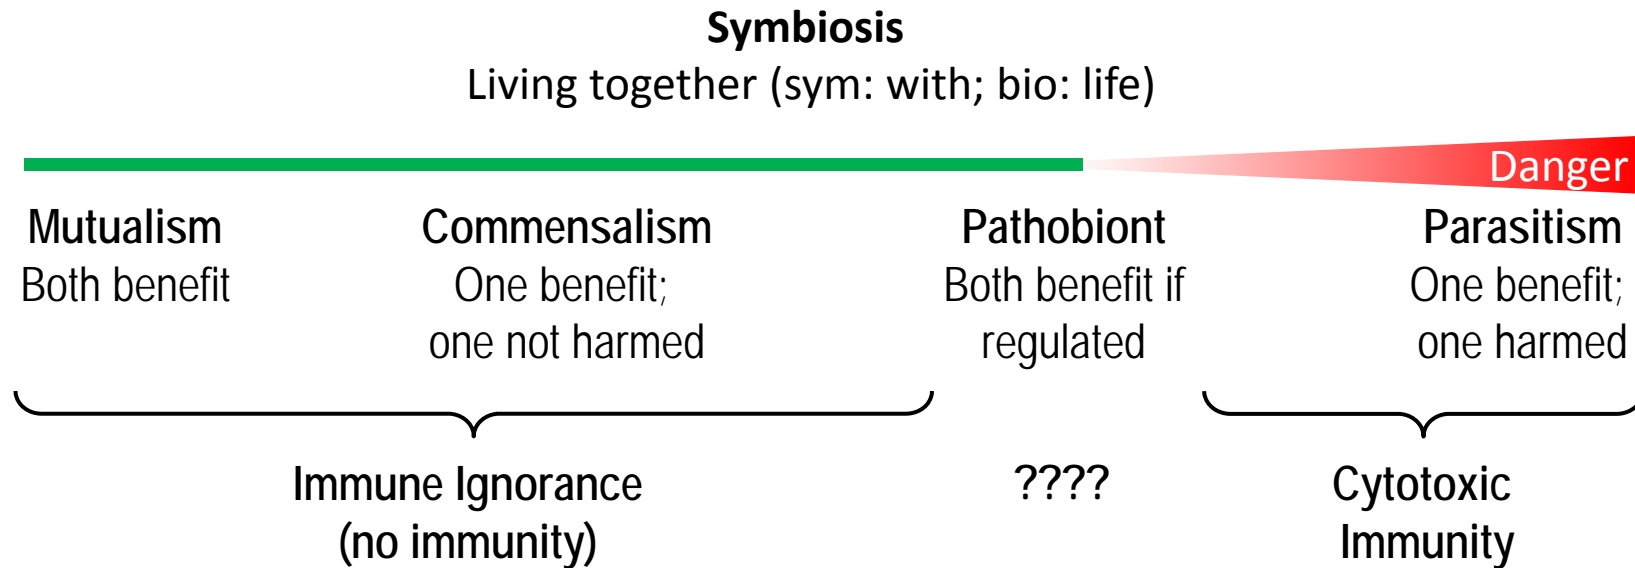 Symbiosis
Living together (sym: with; bio: life)
Danger
Mutualism
Both benefit
Commensalism
One benefit;
one not harmed
Pathobiont
Both benefit if
regulated
Parasitism
One benefit;
one harmed
Immune Ignorance
(no immunity)
????
Cytotoxic
Immunity